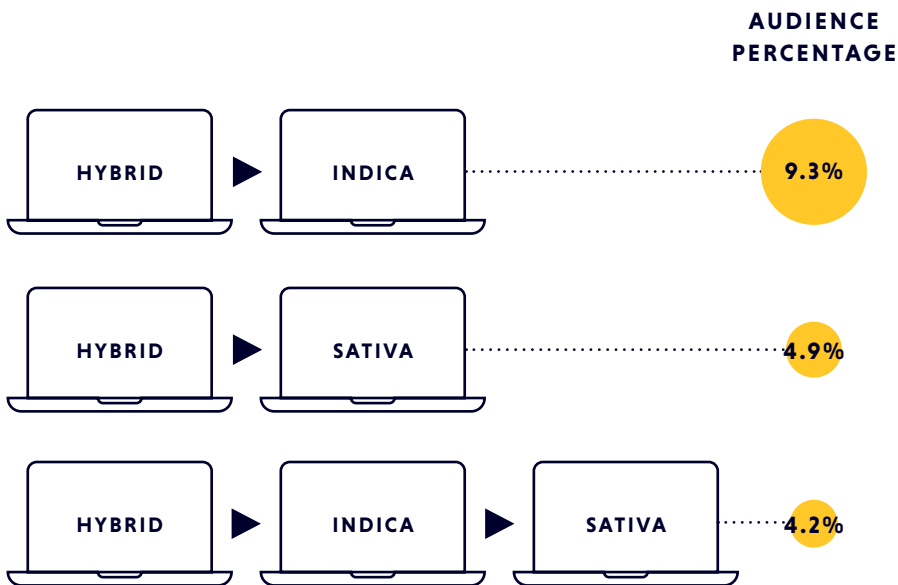 AUDIENCE
PERCENTAGE
HYBRID INDICA 9.3%
HYBRID SATIVA 4.9%
HYBRID INDICA SATIVA 4.2%